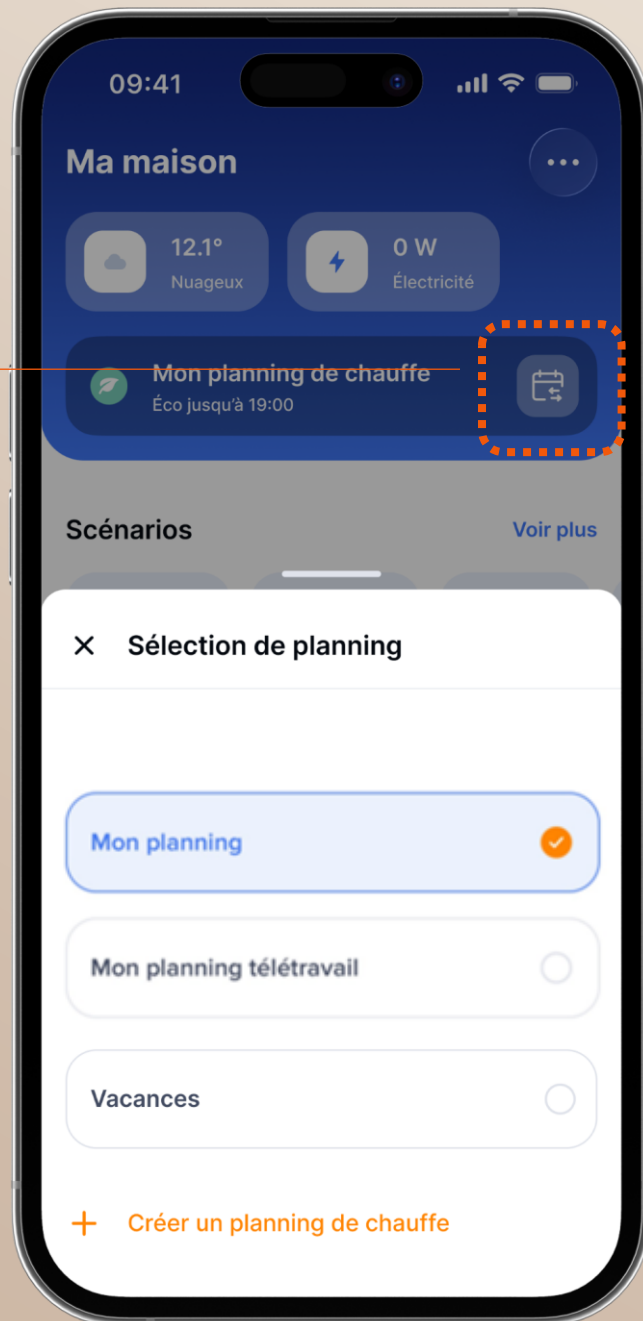 09:41
Ma maison
12.1°
Nuageux
0 W
Électricité
Mon planning de chauffe
Éco jusqu'à 19:00
Scénarios
Voir plus
Sélection de planning
Mon planning
Mon planning télétravail
Vacances
Créer un planning de chauffe